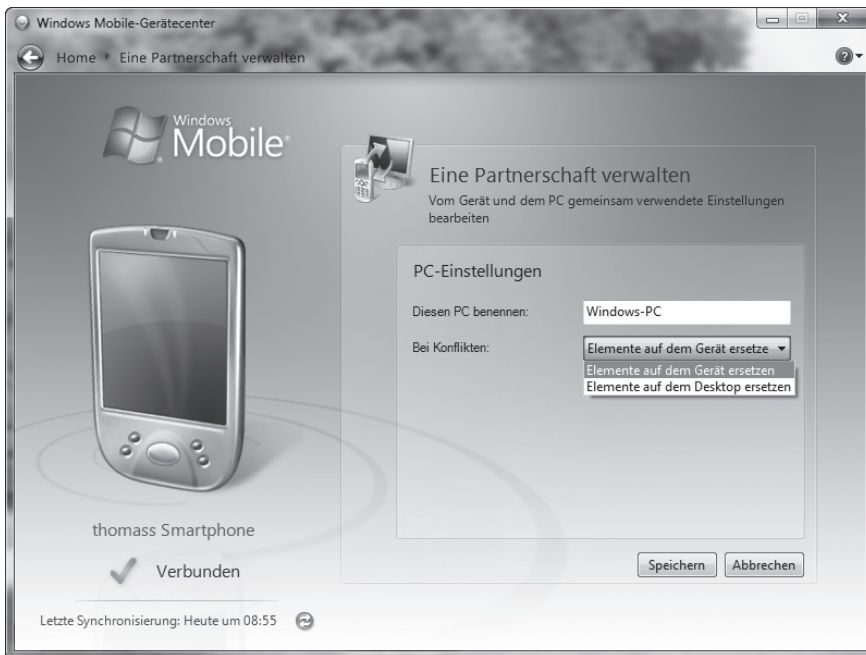 Windows Mobile-Gerätecenter
Home Eine Partnerschaft verwalten
Windows
Mobile
Eine Partnerschaft verwalten
Vom Gerät und dem PC gemeinsam verwendete Einstellungen
bearbeiten
PC-Einstellungen
Diesen PC benennen: Windows-PC
Bei Konflikten: Elemente auf dem Gerät ersetze
Elemente auf dem Gerät ersetzen
Elemente auf dem Desktop ersetzen
thomass Smartphone
Verbunden
Speichern Abbrechen
Letzte Synchronisierung: Heute um 08:55